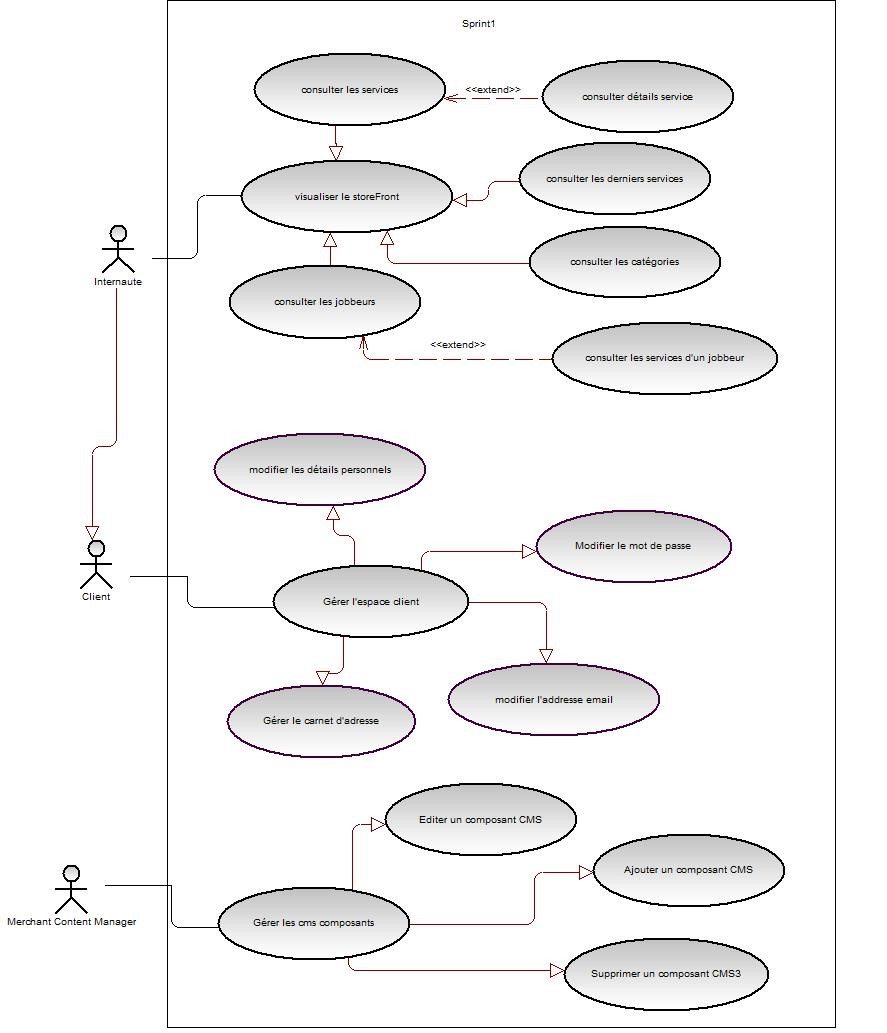 Sprint1
consulter les services
<<extend>>
consulter détails service
consulter les derniers services
visualiser le storeFront
Internaute
consulter les catégories
consulter les jobbeurs
<<extend>>
consulter les services d'un jobbeur
modifier les détails personnels
Modifier le mot de passe
Client
Gérer l'espace client
modifier l'addresse email
Gérer le carnet d'adresse
Editer un composant CMS
Ajouter un composant CMS
Merchant Content Manager
Gérer les cms composants
Supprimer un composant CMS3